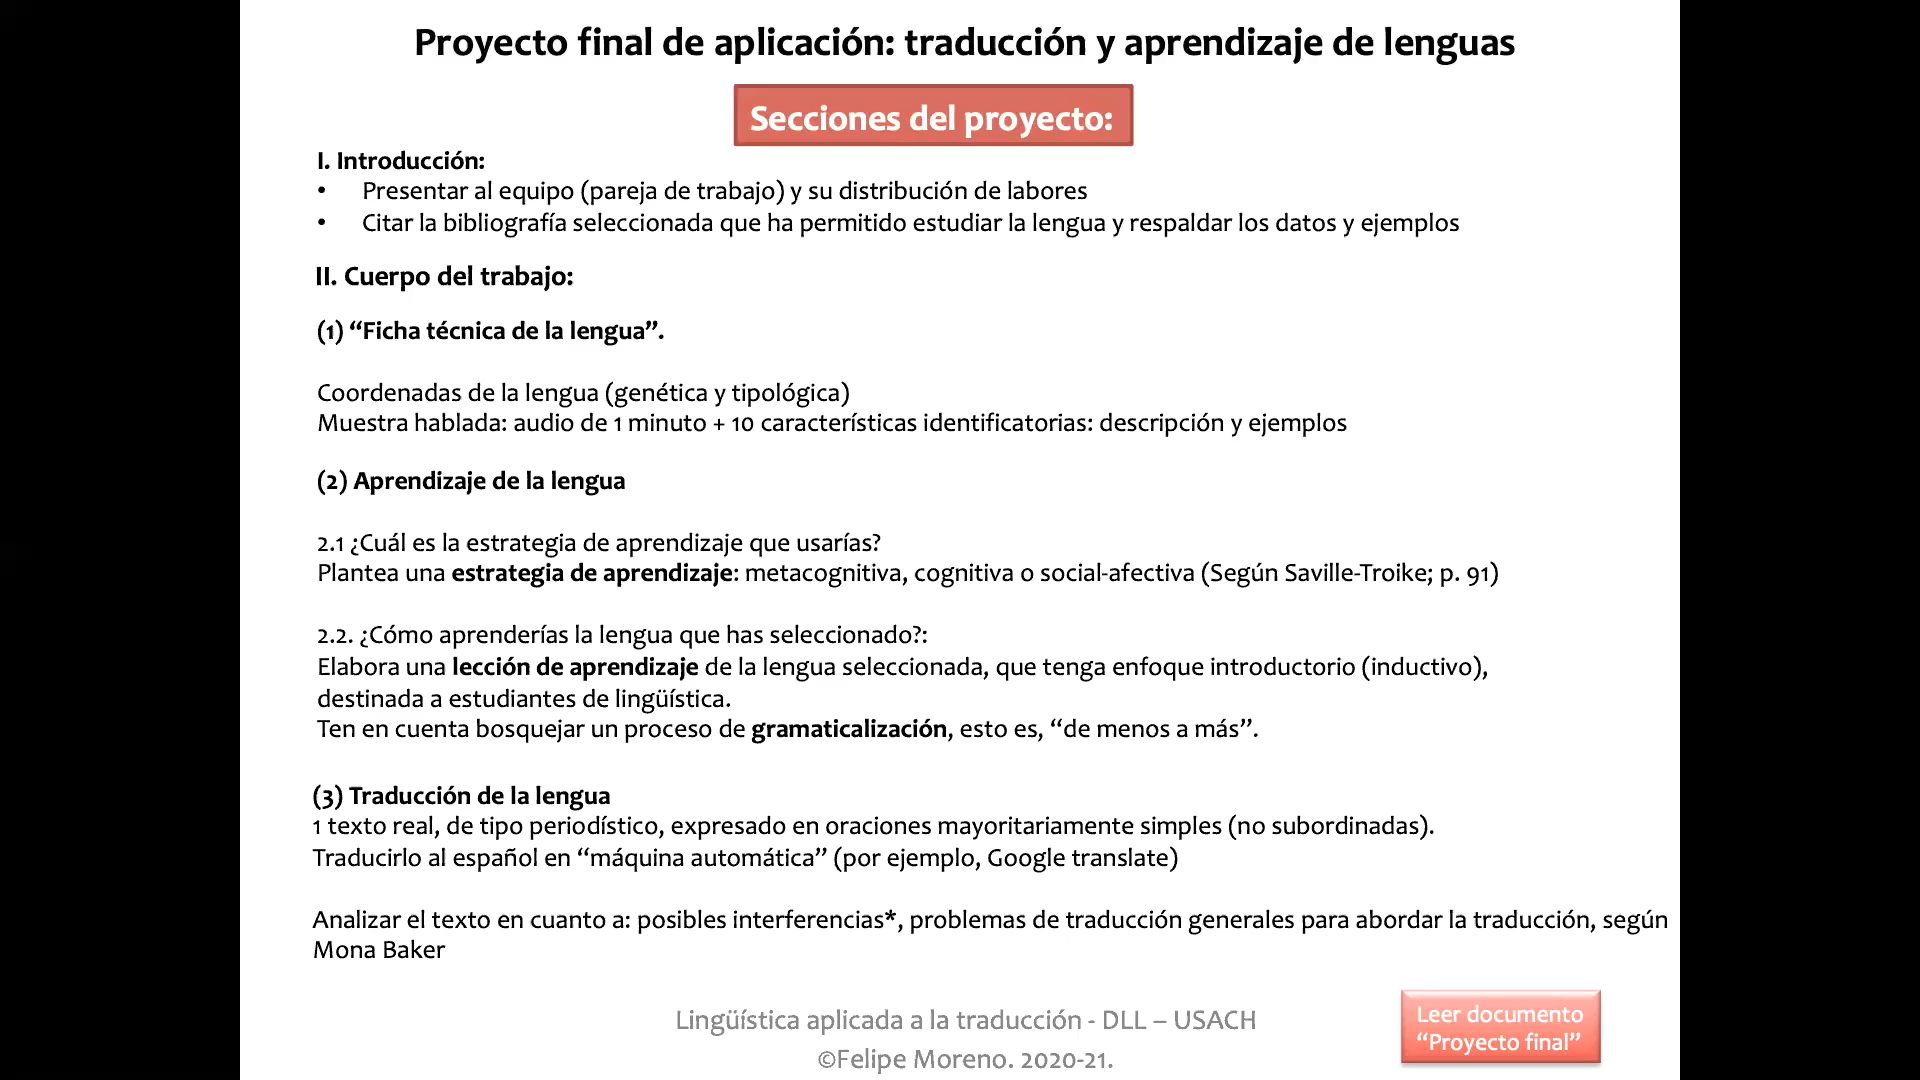 Proyecto final de aplicación: traducción y aprendizaje de lenguas
Secciones del proyecto:
I. Introducción:
• Presentar al equipo (pareja de trabajo) y su distribución de labores
• Citar la bibliografía seleccionada que ha permitido estudiar la lengua y respaldar los datos y ejemplos
II. Cuerpo del trabajo:
(1) “Ficha técnica de la lengua”.
Coordenadas de la lengua (genética y tipológica)
Muestra hablada: audio de 1 minuto + 10 características identificatorias: descripción y ejemplos
(2) Aprendizaje de la lengua
2.1 ¿Cuál es la estrategia de aprendizaje que usarías?
Plantea una estrategia de aprendizaje: metacognitiva, cognitiva o social-afectiva (Según Saville-Troike; p. 91)
2.2. ¿Cómo aprenderías la lengua que has seleccionado?:
Elabora una lección de aprendizaje de la lengua seleccionada, que tenga enfoque introductorio (inductivo),
destinada a estudiantes de lingüística.
Ten en cuenta bosquejar un proceso de gramaticalización, esto es, “de menos a más”.
(3) Traducción de la lengua
1 texto real, de tipo periodístico, expresado en oraciones mayoritariamente simples (no subordinadas).
Traducirlo al español en “máquina automática” (por ejemplo, Google translate)
Analizar el texto en cuanto a: posibles interferencias*, problemas de traducción generales para abordar la traducción, según
Mona Baker
Lingüística aplicada a la traducción - DLL – USACH
©Felipe Moreno. 2020-21.
Leer documento
“Proyecto final”